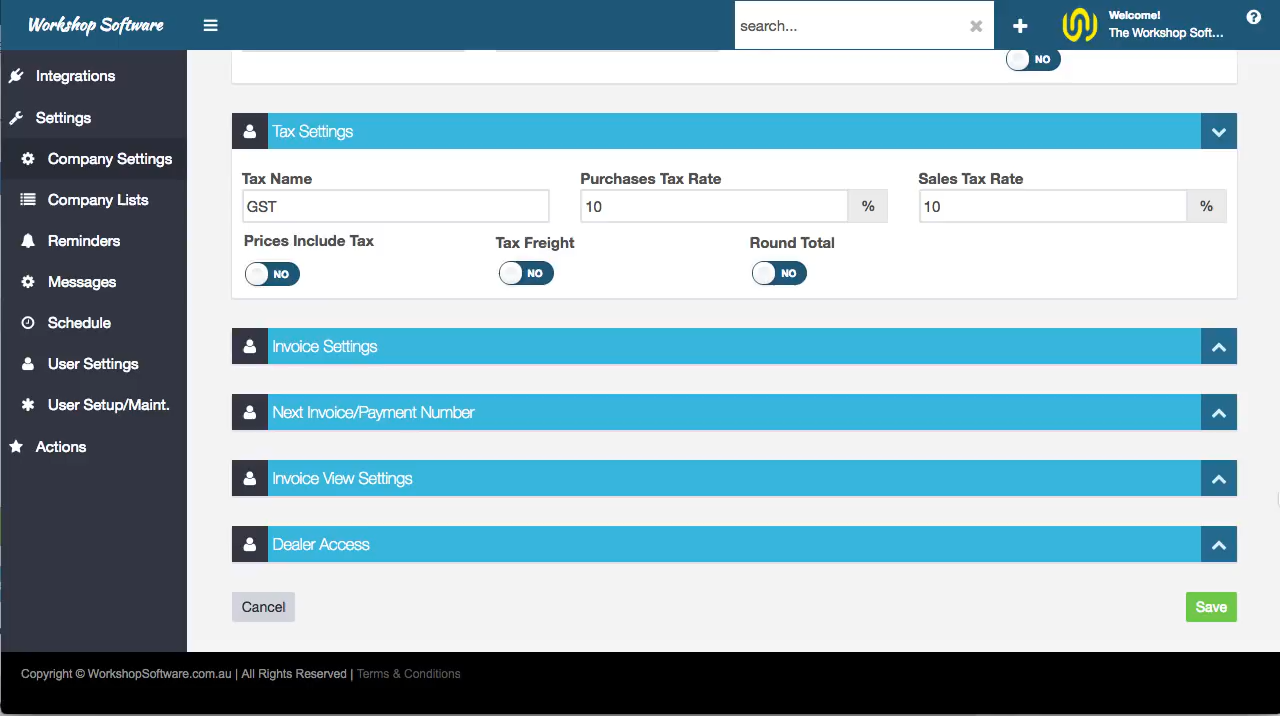 Workshop Software
search...
Welcome!
The Workshop Soft...
Integrations
Settings
Company Settings
Company Lists
Reminders
Messages
Schedule
User Settings
User Setup/Maint.
Actions
NO
Tax Settings
Tax Name
Purchases Tax Rate
Sales Tax Rate
GST
10 %
10 %
Prices Include Tax
Tax Freight
Round Total
NO
NO
NO
Invoice Settings
Next Invoice/Payment Number
Invoice View Settings
Dealer Access
Cancel
Save
Copyright © WorkshopSoftware.com.au | All Rights Reserved | Terms & Conditions